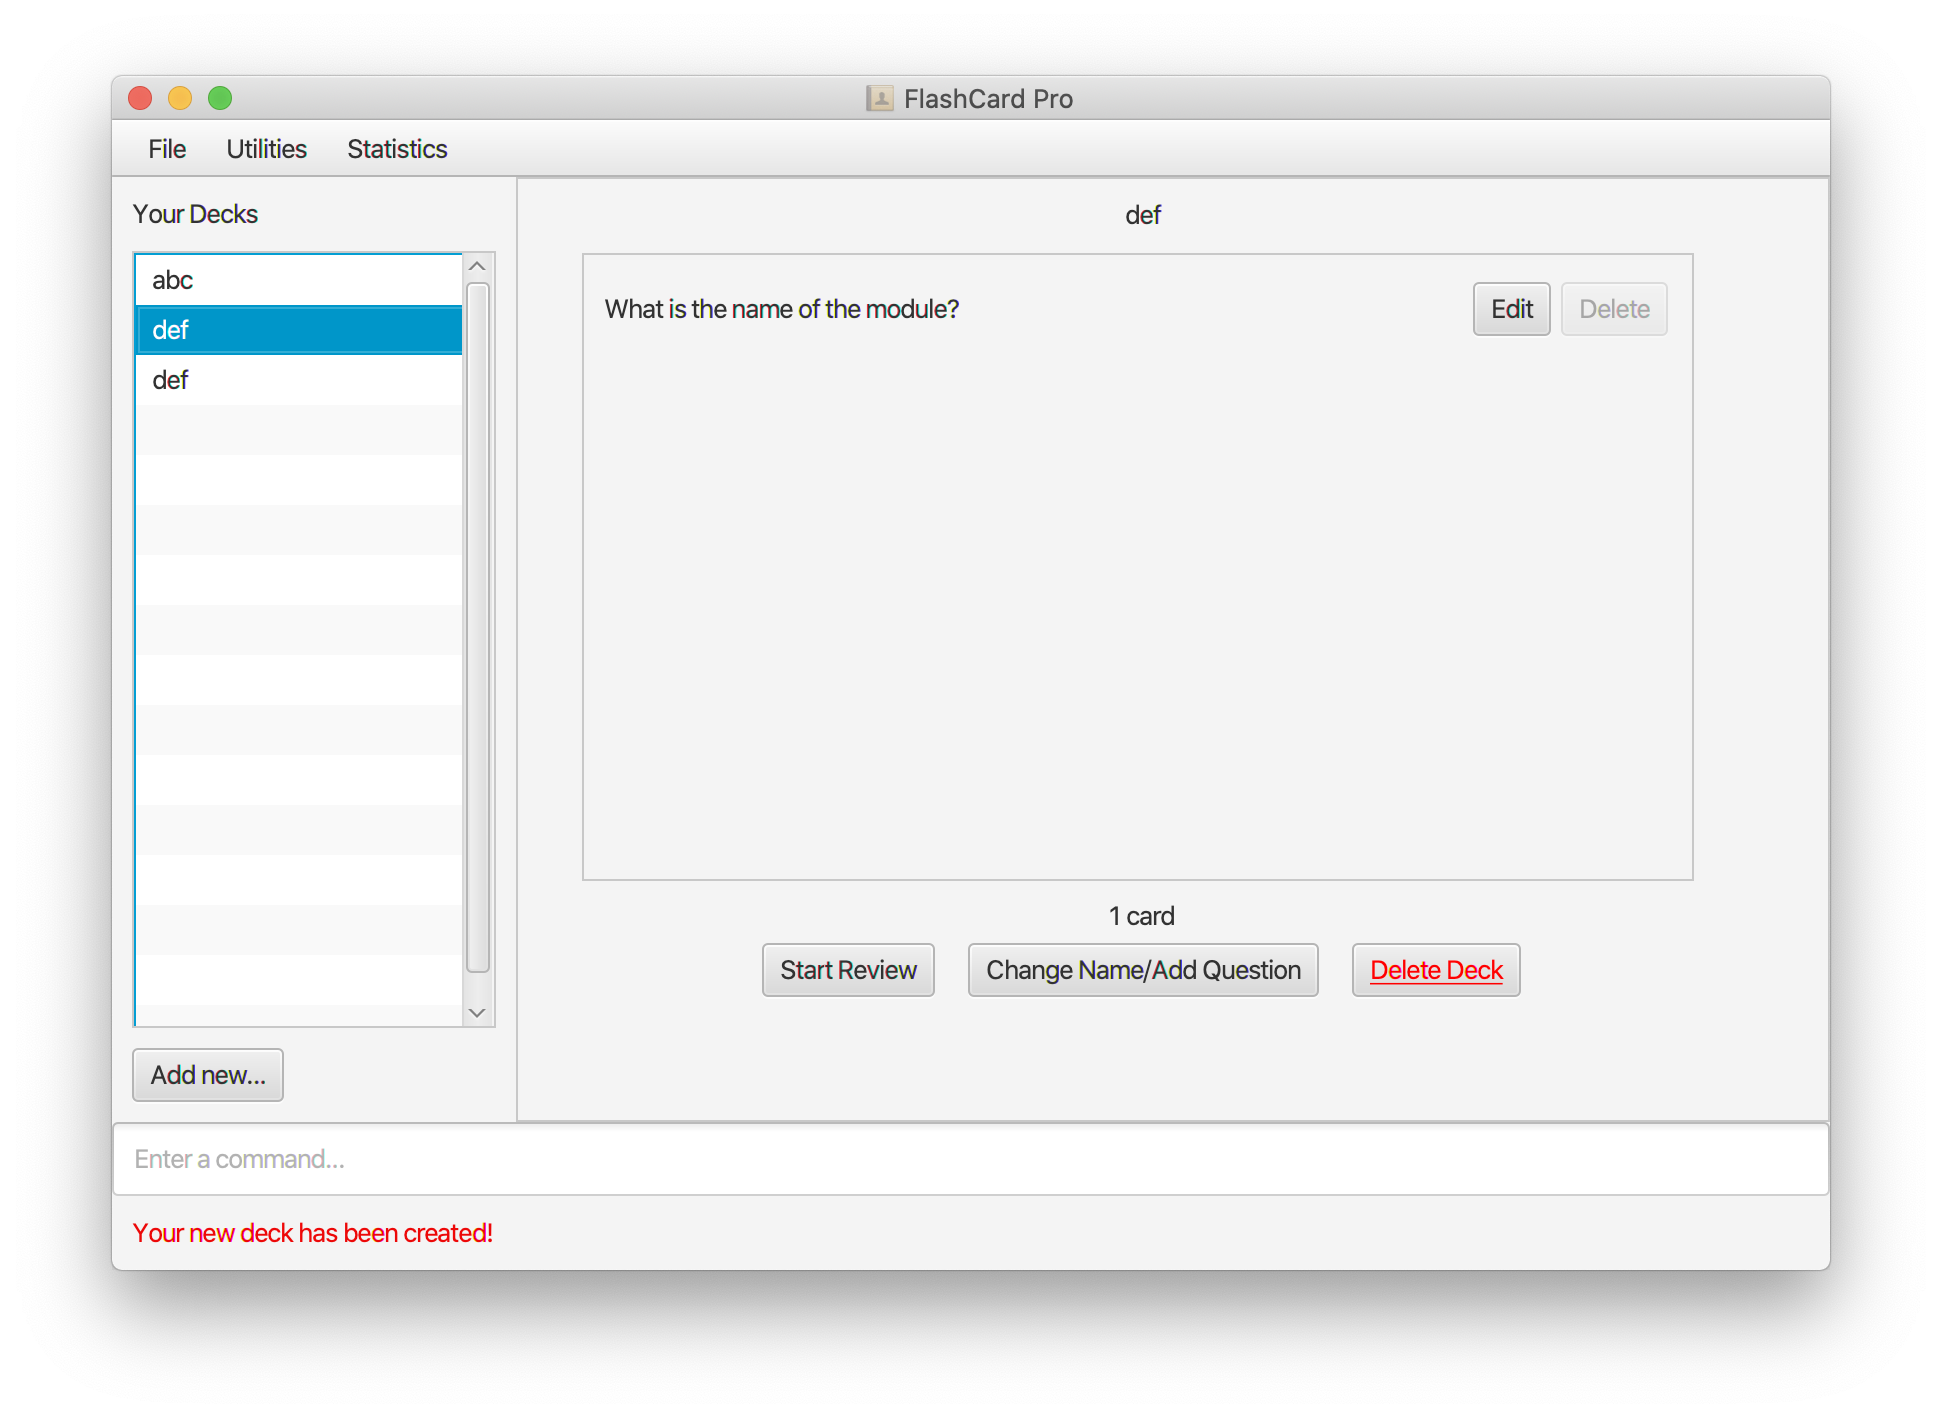 FlashCard Pro
File Utilities Statistics
Your Decks
abc
def
def
def
What is the name of the module?
Edit Delete
1 card
Start Review Change Name/Add Question Delete Deck
Add new...
Enter a command...
Your new deck has been created!